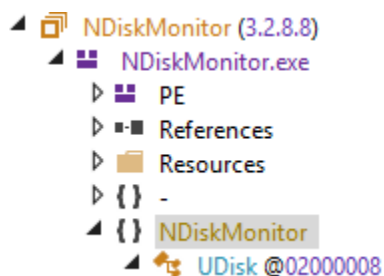 NDiskMonitor (3.2.8.8)
NDiskMonitor.exe
PE
References
Resources
{ } -
{ } NDiskMonitor
UDisk @02000008